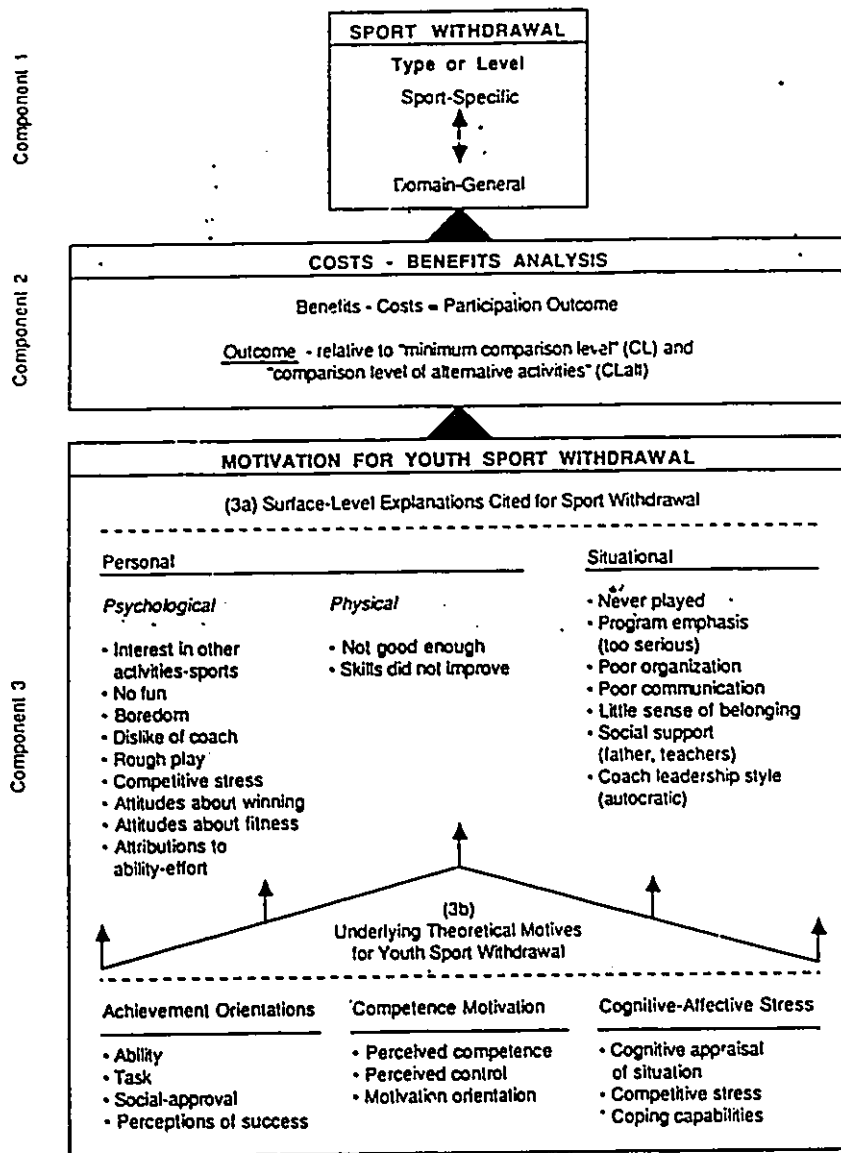 Component 1
SPORT WITHDRAWAL
Type or Level
Sport-Specific
Domain-General
Component 2
COSTS - BENEFITS ANALYSIS
Benefits - Costs = Participation Outcome
Outcome - relative to "minimum comparison level" (CL) and
"comparison level of alternative activities" (CLalt)
Component 3
MOTIVATION FOR YOUTH SPORT WITHDRAWAL
(3a) Surface-Level Explanations Cited for Sport Withdrawal
Personal
Psychological
• Interest in other
activities-sports
• No fun
• Boredom
• Dislike of coach
• Rough play
• Competitive stress
• Attitudes about winning
• Attitudes about fitness
• Attributions to
ability-effort
Physical
• Not good enough
• Skills did not improve
Situational
• Never played
• Program emphasis
(too serious)
• Poor organization
• Poor communication
• Little sense of belonging
• Social support
(father, teachers)
• Coach leadership style
(autocratic)
(3b)
Underlying Theoretical Motives
for Youth Sport Withdrawal
Achievement Orientations
• Ability
• Task
• Social-approval
• Perceptions of success
Competence Motivation
• Perceived competence
• Perceived control
• Motivation orientation
Cognitive-Affective Stress
• Cognitive appraisal
of situation
• Competitive stress
• Coping capabilities